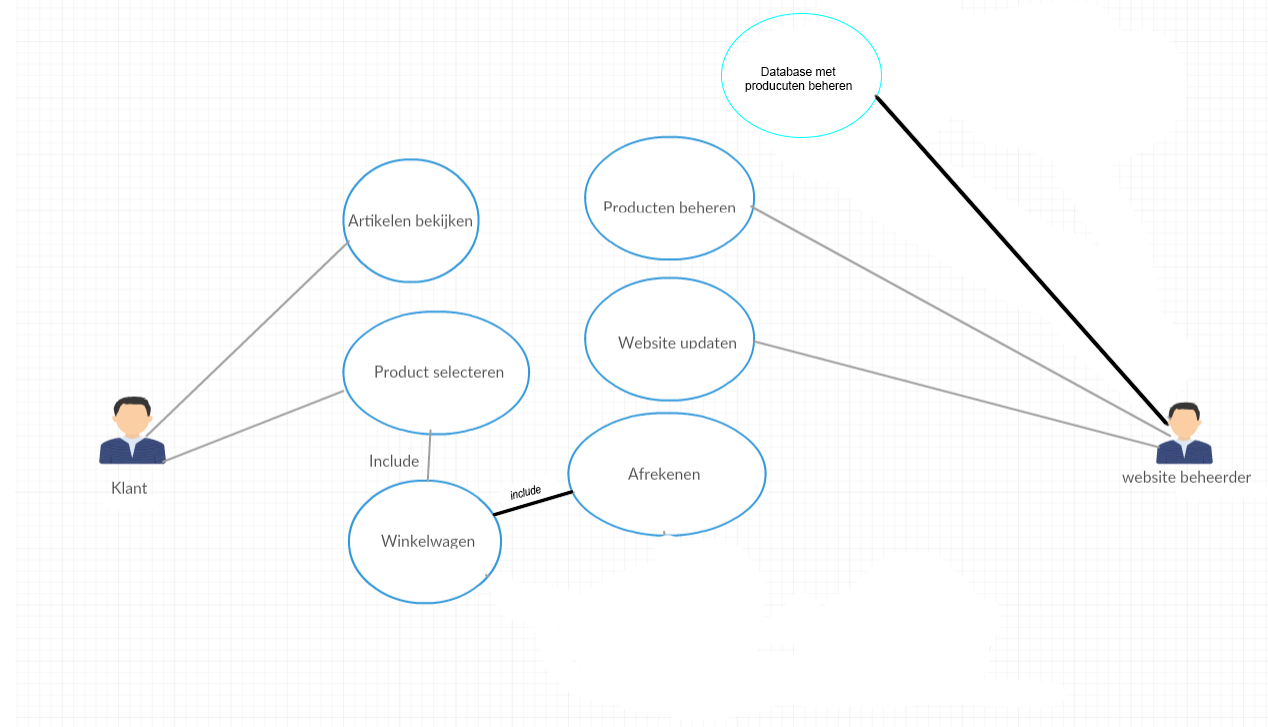 Database met
producuten beheren
Producten beheren
Artikelen bekijken
Website updaten
Product selecteren
Include
Afrekenen
include
Klant
website beheerder
Winkelwagen